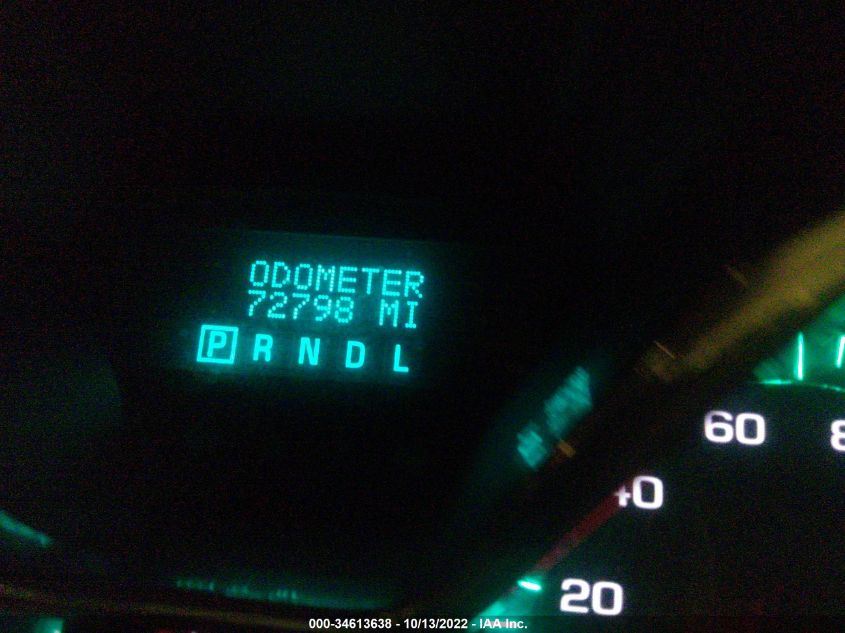 ODOMETER
72798 MI
P R N D L
60
40
20
000-34613638 - 10/13/2022 - IAA Inc.